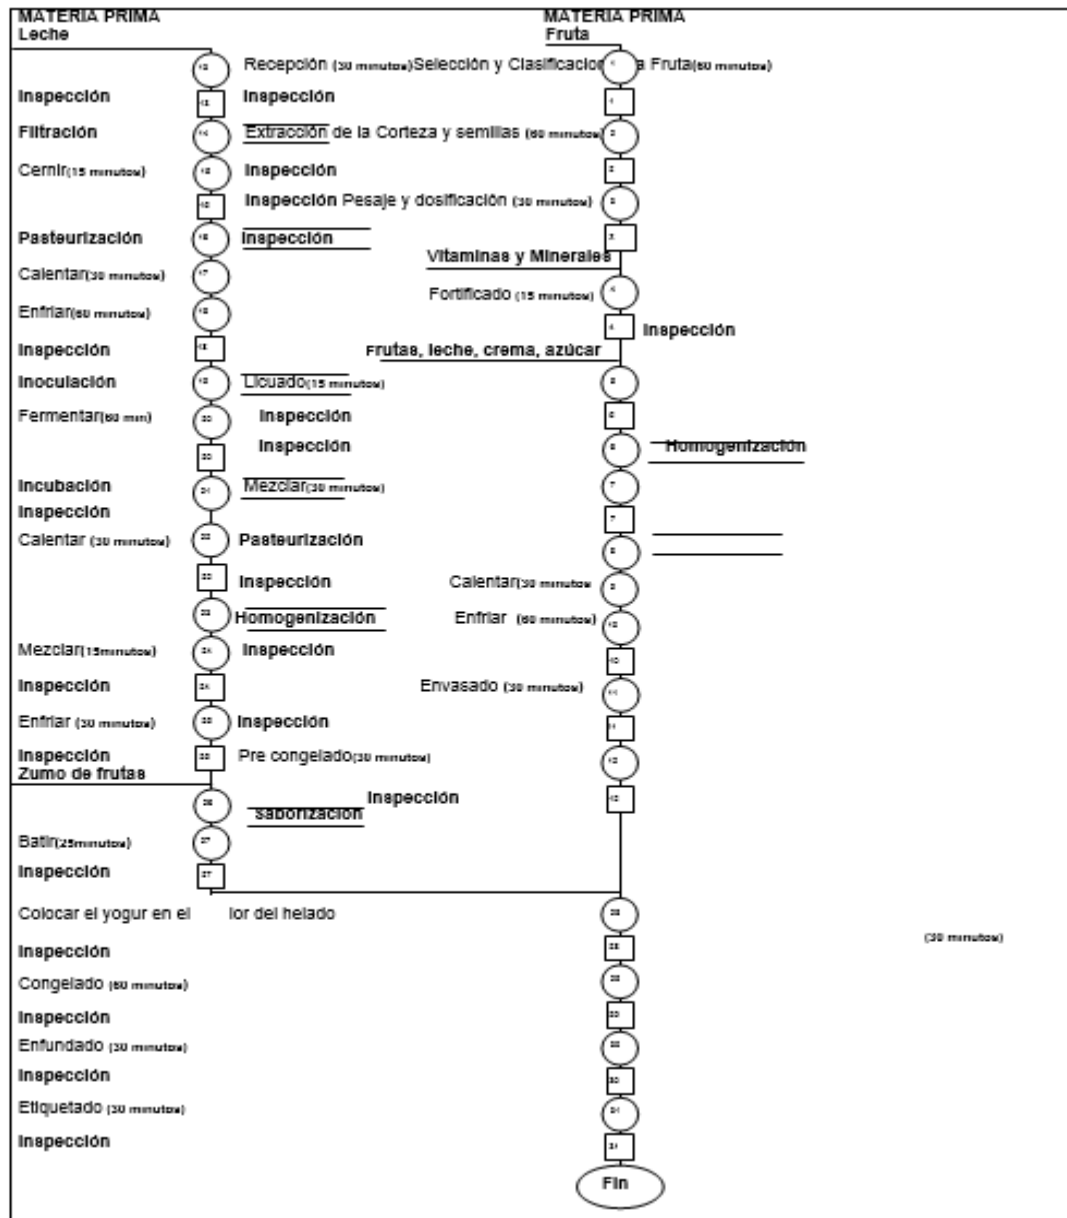 MATERIA PRIMA MATERIA PRIMA
Leche Fruta
Recepción (30 minutos)Selección y Clasificacion a Fruta(60 minutos)
Inspección Inspección
Filtración Extracción de la Corteza y semillas (60 minutos)
Cernir(15 minutos) Inspección
Inspección Pesaje y dosificación (30 minutos)
Pasteurización Inspección
Vitaminas y Minerales
Calentar(30 minutos)
Fortificado (15 minutos)
Enfriar(60 minutos)
Inspección
Inspección Frutas, leche, crema, azúcar
Inoculación Licuado(15 minutos)
Fermentar(60 min) Inspección
Inspección Homogenización
Incubación Mezclar(30 minutos)
Inspección
Calentar (30 minutos) Pasteurización
Inspección Calentar(30 minutos
Homogenización Enfriar (60 minutos)
Mezclar(15minutos) Inspección
Inspección Envasado (30 minutos)
Enfriar (30 minutos) Inspección
Inspección Pre congelado(30 minutos)
Zumo de frutas
Inspección
Saborización
Batir(25minutos)
Inspección
Colocar el yogur en el ior del helado
(30 minutos)
Inspección
Congelado (60 minutos)
Inspección
Enfundado (30 minutos)
Inspección
Etiquetado (30 minutos)
Inspección
Fin